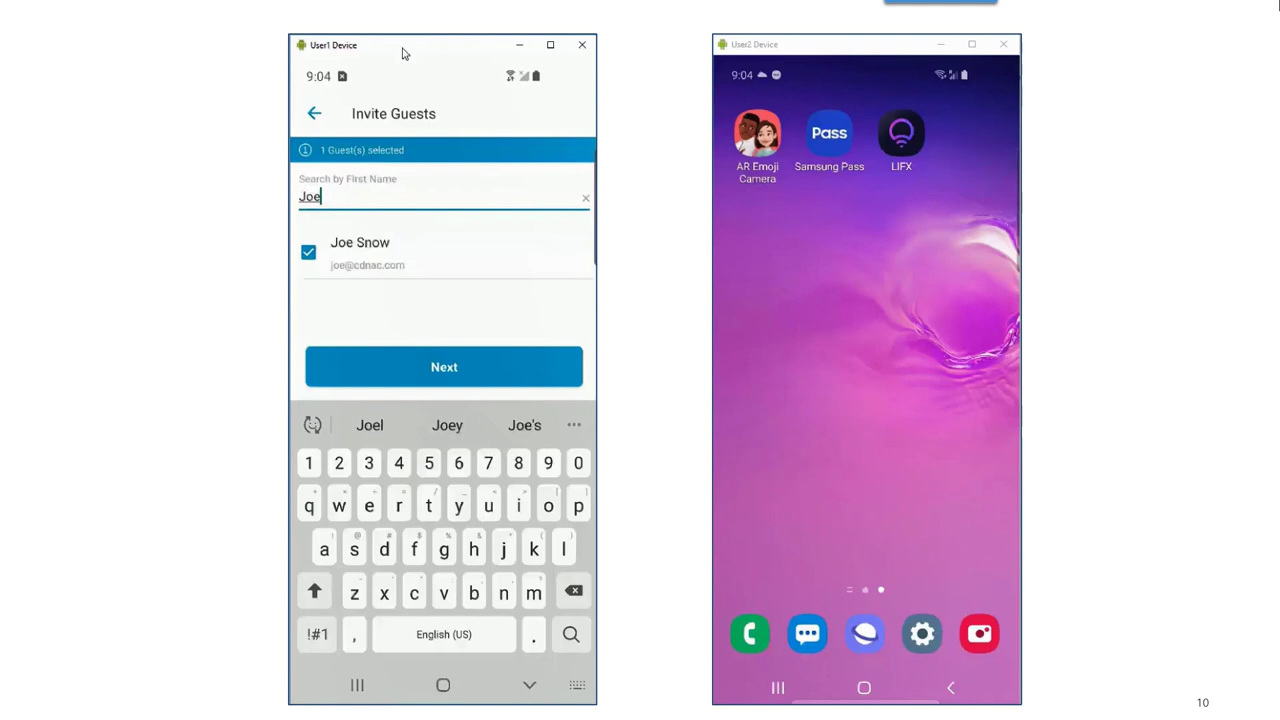 User1 Device
9:04
Invite Guests
1 Guest(s) selected
Search by First Name
Joe
Joe Snow
joe@cdnac.com
Next
Joel Joey Joe's
1 2 3 4 5 6 7 8 9 0
q w e r t y u i o p
a s d f g h j k l
z x c v b n m
!#1 , English (US) .
User2 Device
9:04
Pass
AR Emoji Camera
Samsung Pass
LIFX
10